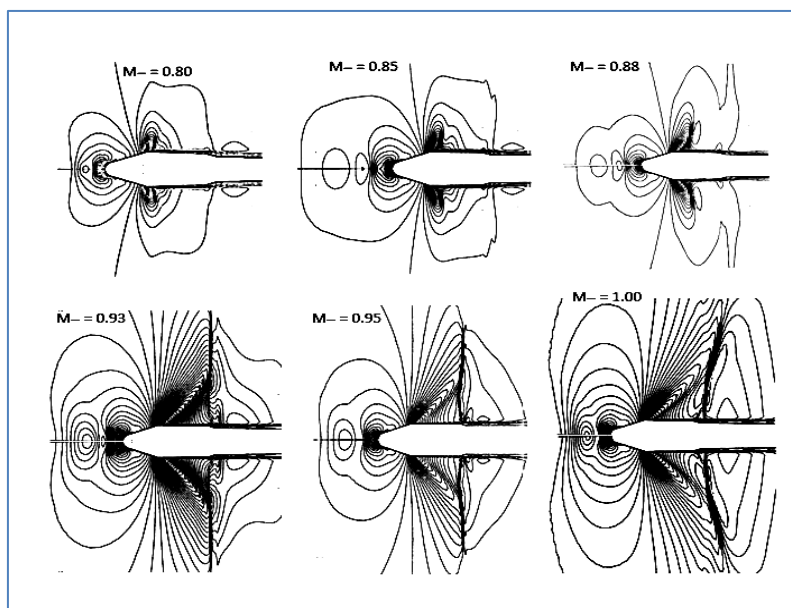 M— = 0.80
M— = 0.85
M— = 0.88
M— = 0.93
M— = 0.95
M— = 1.00